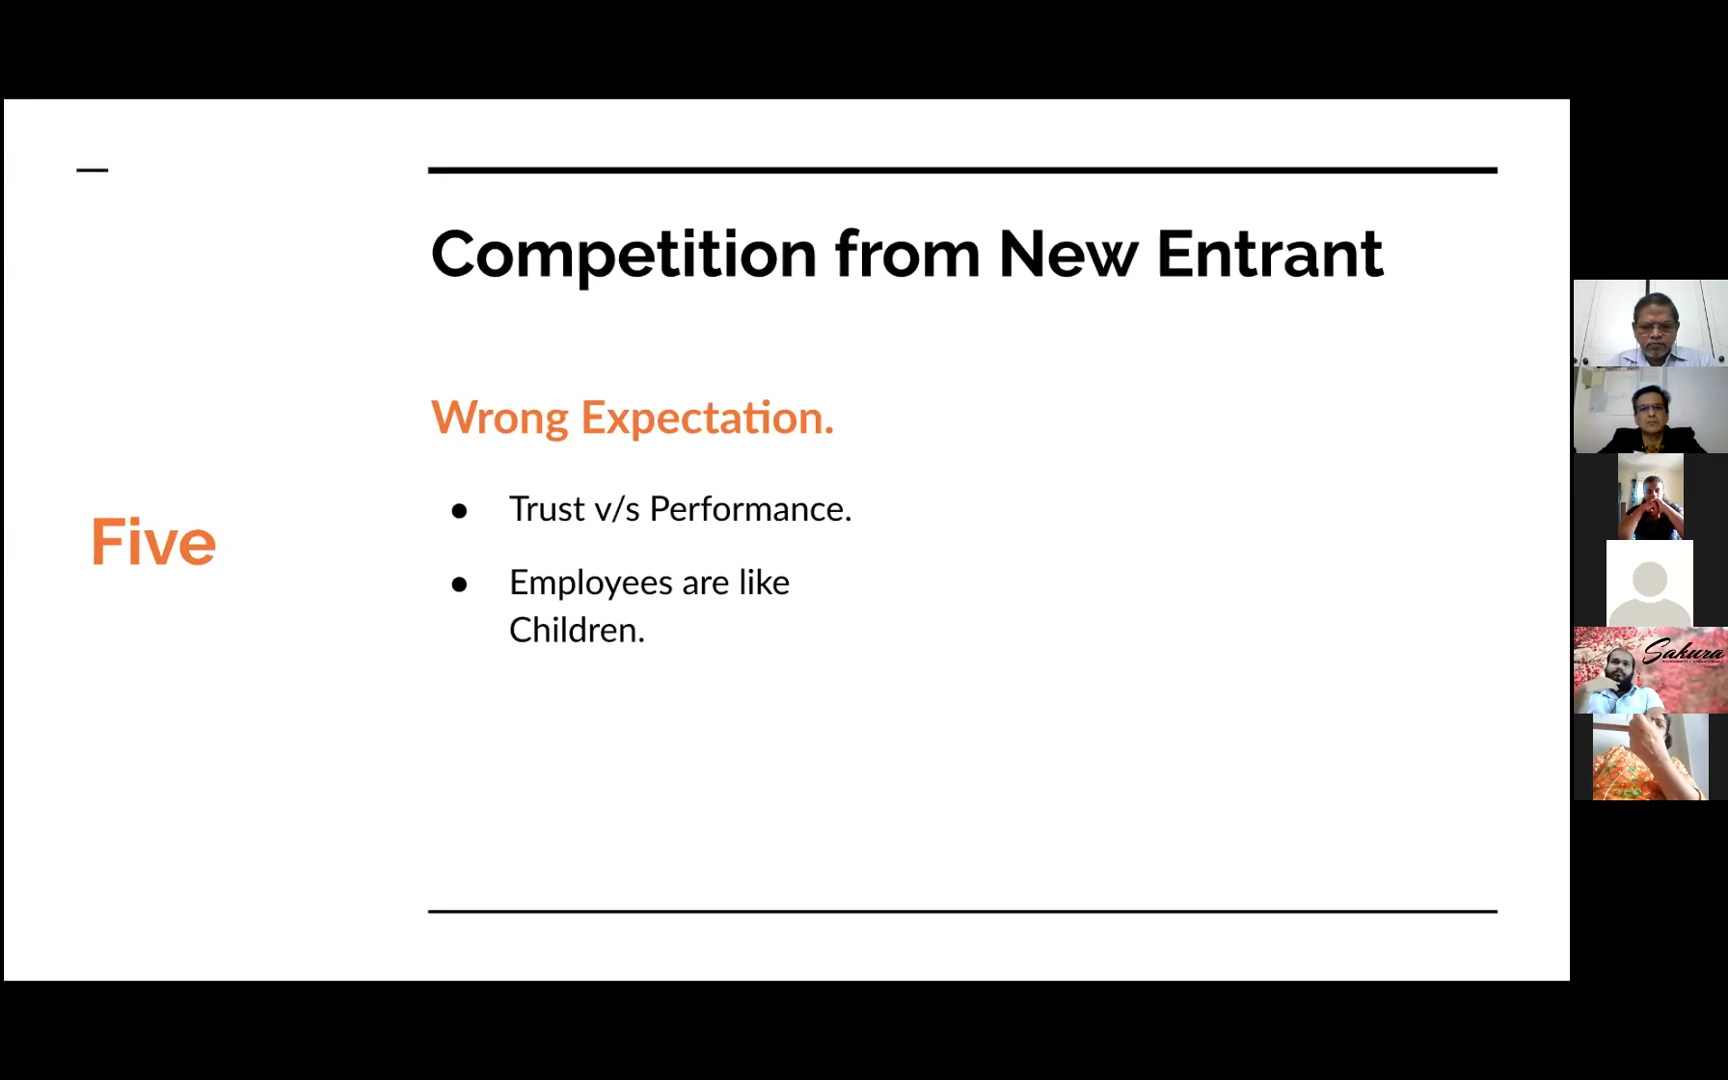 Competition from New Entrant
Wrong Expectation.
Five
● Trust v/s Performance.
● Employees are like
Children.
Sakura